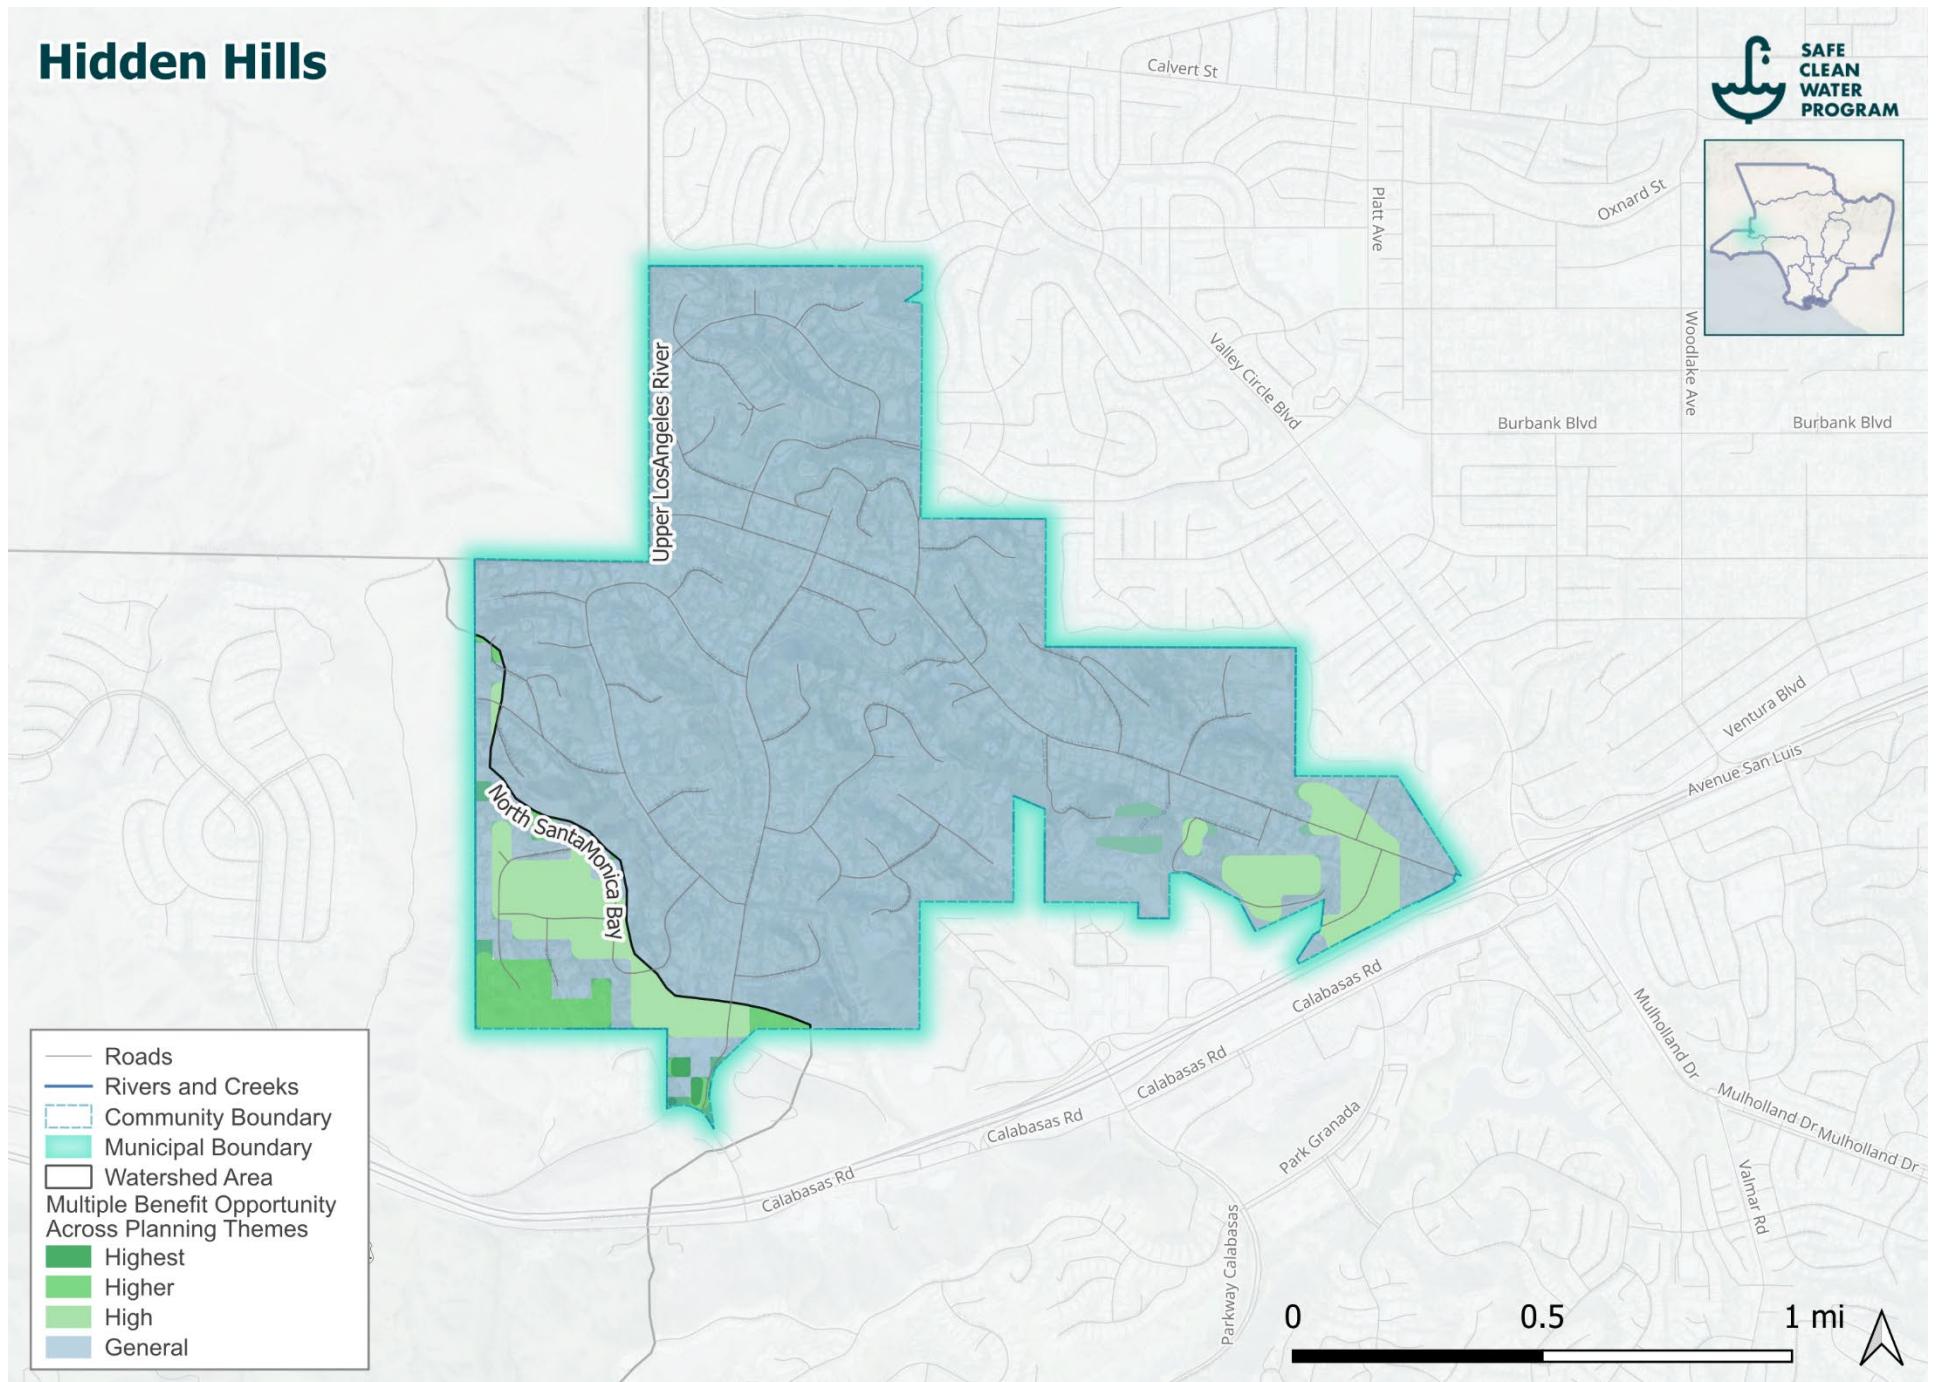 Hidden Hills
SAFE
CLEAN
WATER
PROGRAM
Calvert St
Platt Ave
Oxnard St
Woodlake Ave
Valley Circle Blvd
Burbank Blvd
Burbank Blvd
Upper LosAngeles River
Ventura Blvd
Avenue San Luis
North SantaMonica Bay
Calabasas Rd
Calabasas Rd
Calabasas Rd
Calabasas Rd
Mulholland Dr
Mulholland Dr
Mulholland Dr
Park Granada
Valmar Rd
Parkway Calabasas
Roads
Rivers and Creeks
Community Boundary
Municipal Boundary
Watershed Area
Multiple Benefit Opportunity
Across Planning Themes
Highest
Higher
High
General
0 0.5 1 mi